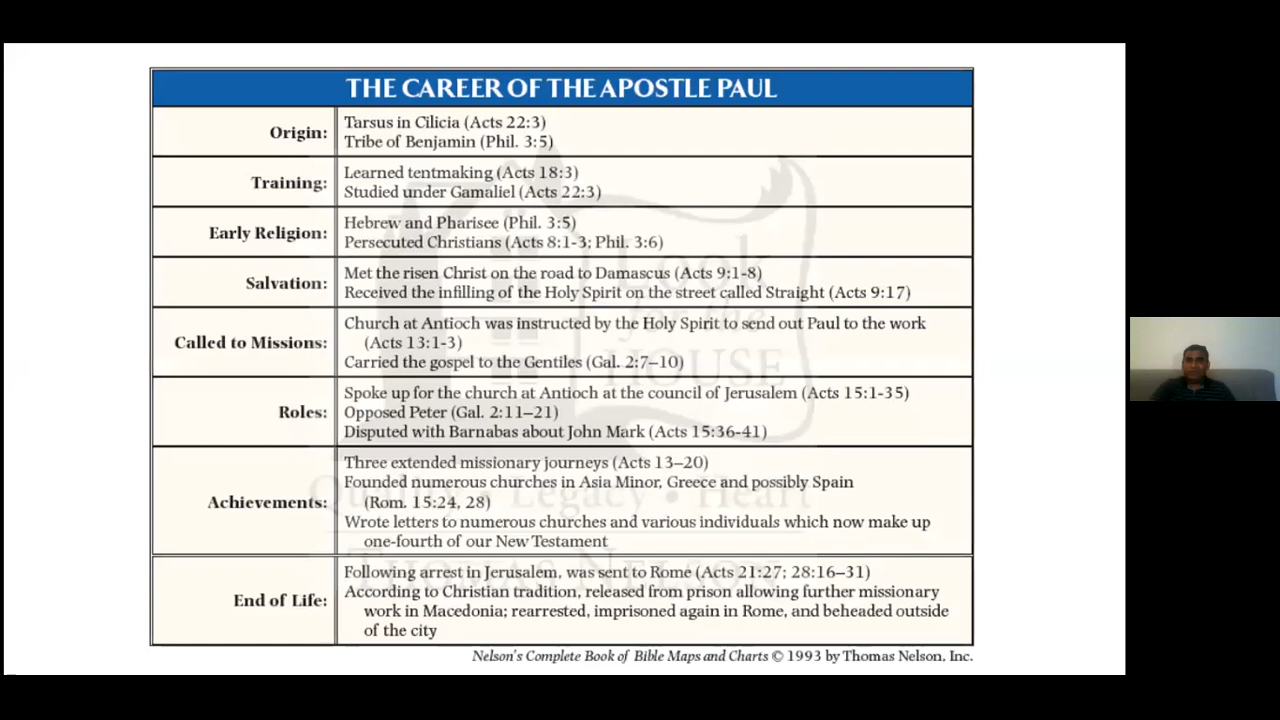 THE CAREER OF THE APOSTLE PAUL
Origin:
Tarsus in Cilicia (Acts 22:3)
Tribe of Benjamin (Phil. 3:5)
Training:
Learned tentmaking (Acts 18:3)
Studied under Gamaliel (Acts 22:3)
Early Religion:
Hebrew and Pharisee (Phil. 3:5)
Persecuted Christians (Acts 8:1-3; Phil. 3:6)
Salvation:
Met the risen Christ on the road to Damascus (Acts 9:1-8)
Received the infilling of the Holy Spirit on the street called Straight (Acts 9:17)
Called to Missions:
Church at Antioch was instructed by the Holy Spirit to send out Paul to the work
(Acts 13:1-3)
Carried the gospel to the Gentiles (Gal. 2:7–10)
Roles:
Spoke up for the church at Antioch at the council of Jerusalem (Acts 15:1-35)
Opposed Peter (Gal. 2:11–21)
Disputed with Barnabas about John Mark (Acts 15:36-41)
Achievements:
Three extended missionary journeys (Acts 13–20)
Founded numerous churches in Asia Minor, Greece and possibly Spain
(Rom. 15:24, 28)
Wrote letters to numerous churches and various individuals which now make up
one-fourth of our New Testament
End of Life:
Following arrest in Jerusalem, was sent to Rome (Acts 21:27; 28:16–31)
According to Christian tradition, released from prison allowing further missionary
work in Macedonia; rearrested, imprisoned again in Rome, and beheaded outside
of the city
Nelson's Complete Book of Bible Maps and Charts © 1993 by Thomas Nelson, Inc.
Look
for the
HOUSE
Quality • Legacy • Heart
THOMAS NELSON